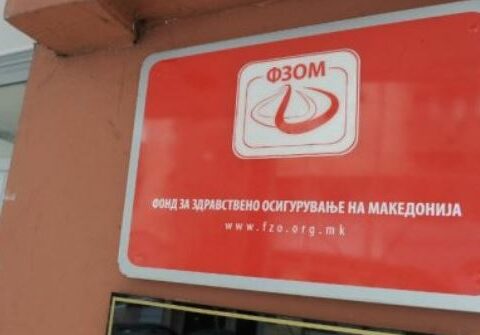 ФЗОМ
ФОНД ЗА ЗДРАВСТВЕНО ОСИГУРУВАЊЕ НА МАКЕДОНИЈА
www.fzo.org.mk